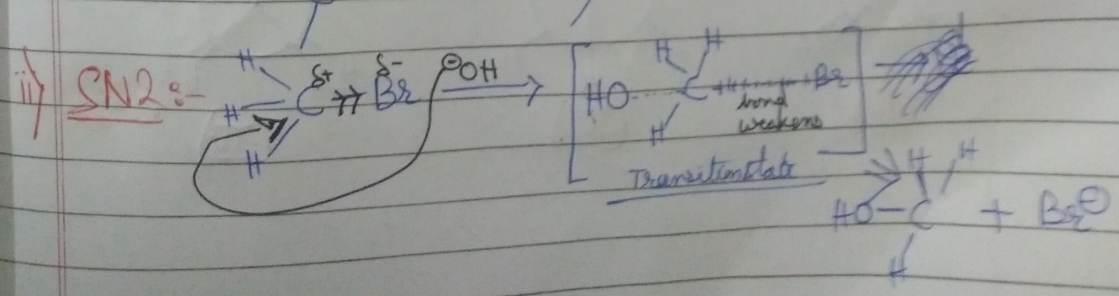 ii) SN2:-
H H H C δ+ Br δ- ⊖OH
HO C H H H Br
bond weakens
Transition state
HO-C H H H + Br⊖